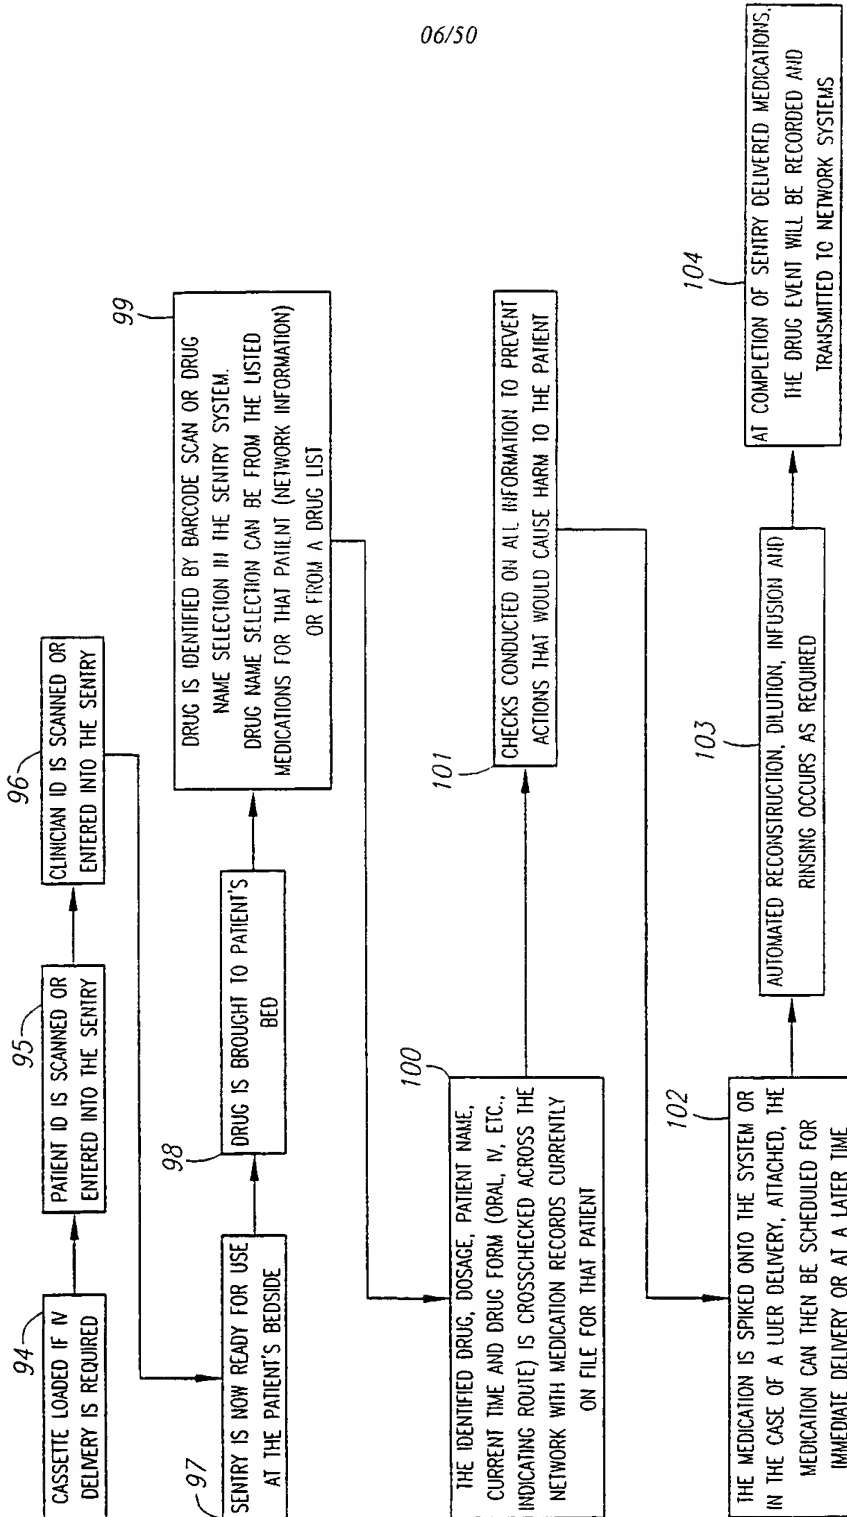 06/50
94
CASSETTE LOADED IF IV
DELIVERY IS REQUIRED
95
PATIENT ID IS SCANNED OR
ENTERED INTO THE SENTRY
96
CLINICIAN ID IS SCANNED OR
ENTERED INTO THE SENTRY
97
SENTRY IS NOW READY FOR USE
AT THE PATIENT'S BEDSIDE
98
DRUG IS BROUGHT TO PATIENT'S
BED
99
DRUG IS IDENTIFIED BY BARCODE SCAN OR DRUG
NAME SELECTION IN THE SENTRY SYSTEM.
DRUG NAME SELECTION CAN BE FROM THE LISTED
MEDICATIONS FOR THAT PATIENT (NETWORK INFORMATION)
OR FROM A DRUG LIST
100
THE IDENTIFIED DRUG, DOSAGE, PATIENT NAME,
CURRENT TIME AND DRUG FORM (ORAL, IV, ETC.,
INDICATING ROUTE) IS CROSSCHECKED ACROSS THE
NETWORK WITH MEDICATION RECORDS CURRENTLY
ON FILE FOR THAT PATIENT
101
CHECKS CONDUCTED ON ALL INFORMATION TO PREVENT
ACTIONS THAT WOULD CAUSE HARM TO THE PATIENT
102
THE MEDICATION IS SPIKED ONTO THE SYSTEM OR
IN THE CASE OF A LUER DELIVERY, ATTACHED, THE
MEDICATION CAN THEN BE SCHEDULED FOR
IMMEDIATE DELIVERY OR AT A LATER TIME
103
AUTOMATED RECONSTRUCTION, DILUTION, INFUSION AND
RINSING OCCURS AS REQUIRED
104
AT COMPLETION OF SENTRY DELIVERED MEDICATIONS,
THE DRUG EVENT WILL BE RECORDED AND
TRANSMITTED TO NETWORK SYSTEMS